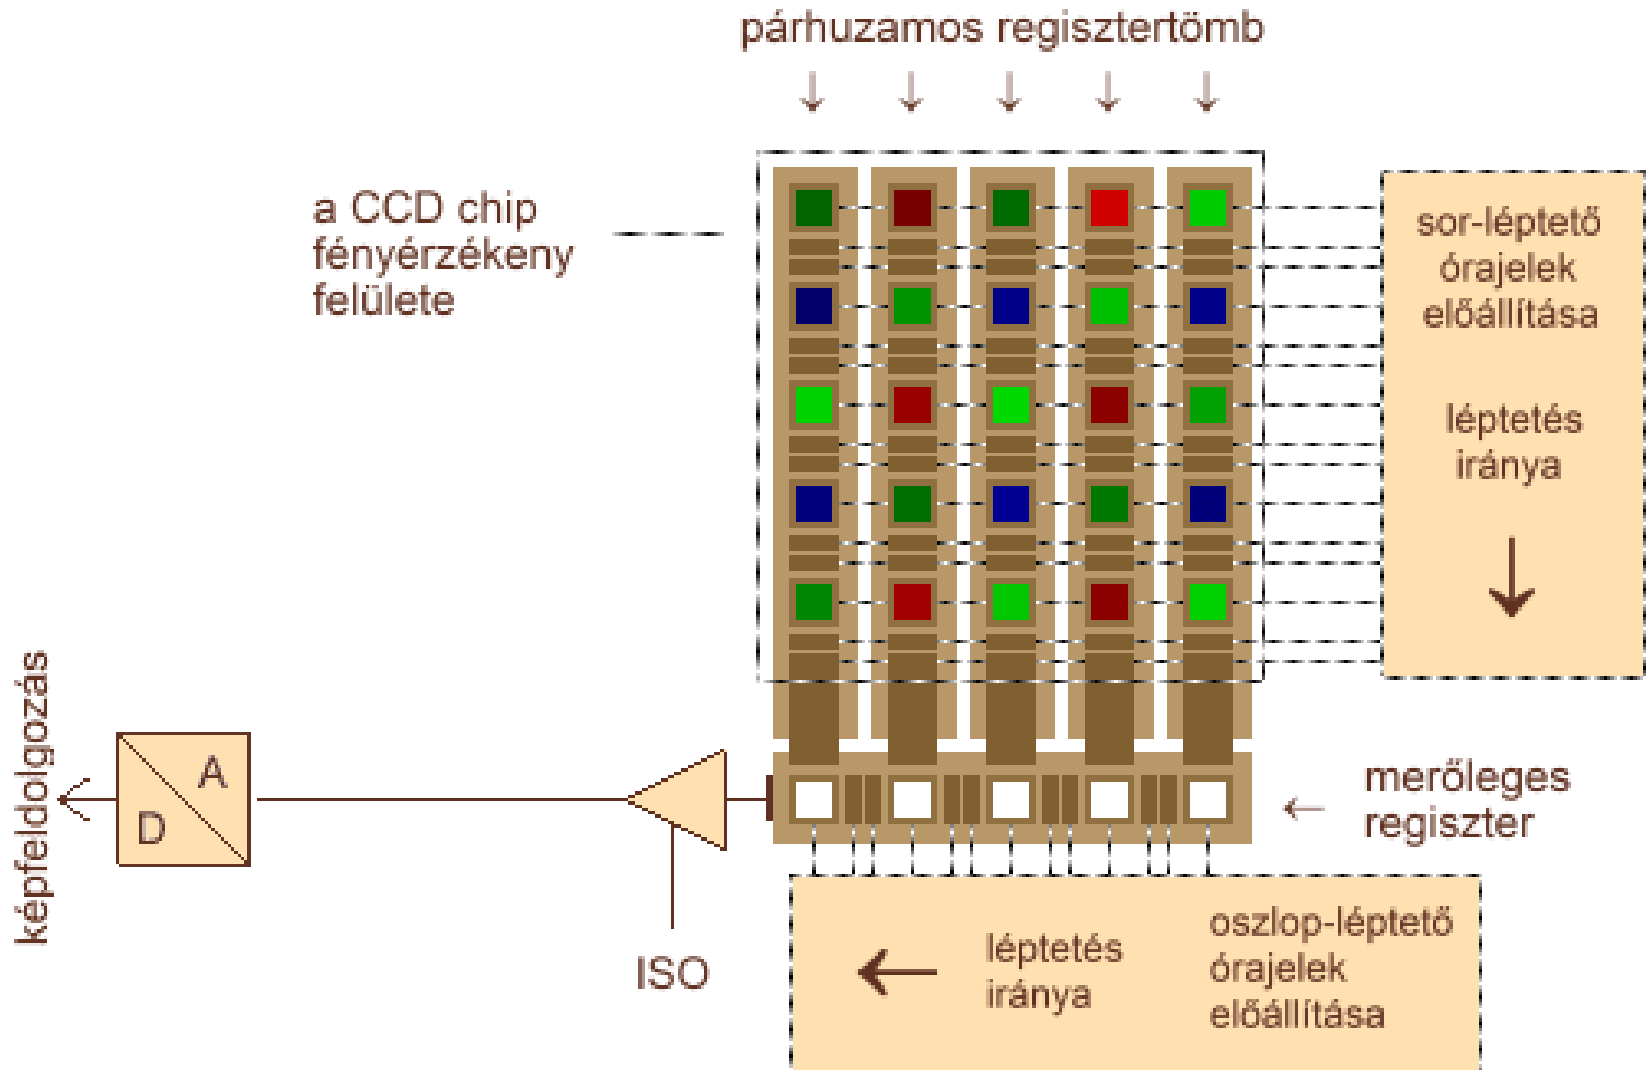 párhuzamos regisztertömb
a CCD chip
fényérzékeny
felülete
sor-léptető
órajelek
előállítása
léptetés
iránya
képfeldolgozás
A
D
ISO
merőleges
regiszter
léptetés
iránya
oszlop-léptető
órajelek
előállítása